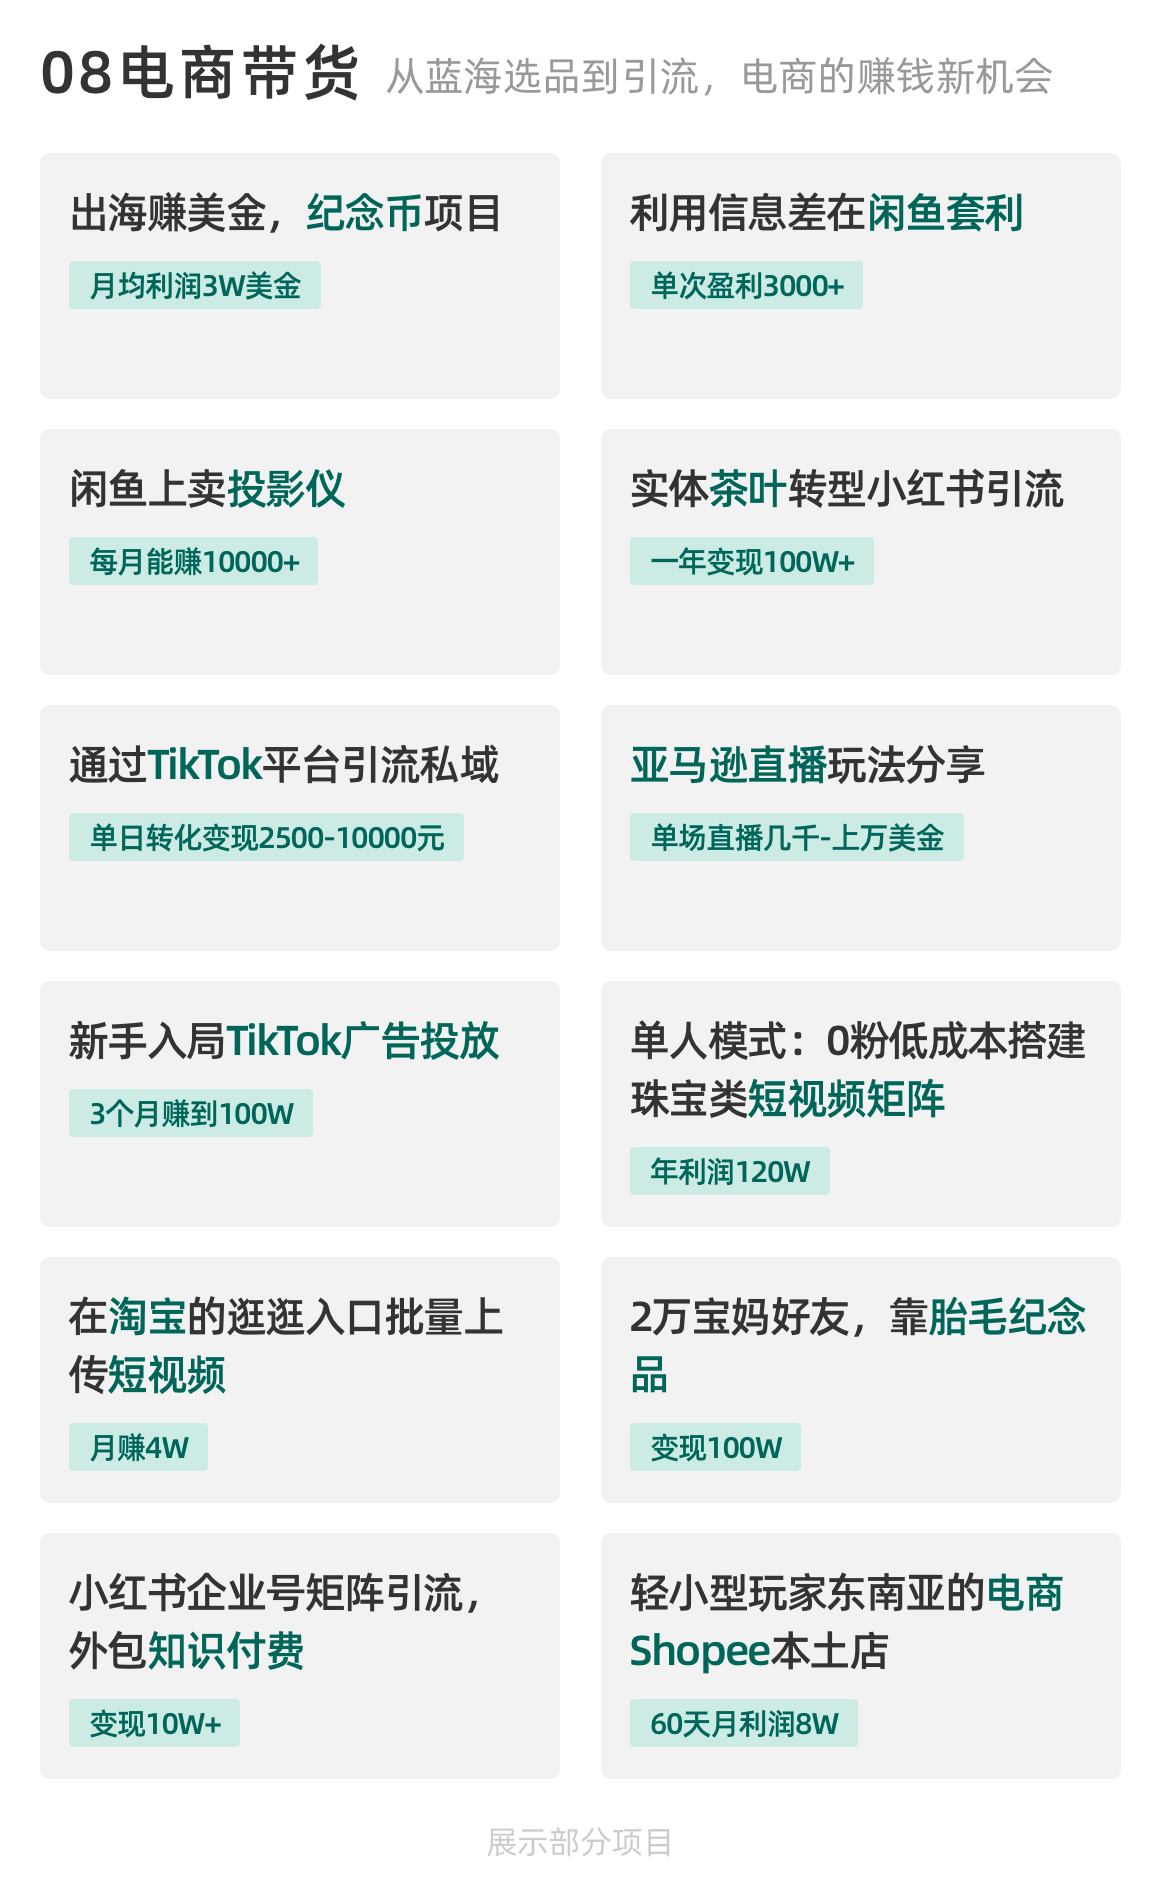 08电商带货 从蓝海选品到引流，电商的赚钱新机会
出海赚美金，纪念币项目
月均利润3W美金
利用信息差在闲鱼套利
单次盈利3000+
闲鱼上卖投影仪
每月能赚10000+
实体茶叶转型小红书引流
一年变现100W+
通过TikTok平台引流私域
单日转化变现2500-10000元
亚马逊直播玩法分享
单场直播几千-上万美金
新手入局TikTok广告投放
3个月赚到100W
单人模式：0粉低成本搭建
珠宝类短视频矩阵
年利润120W
在淘宝的逛逛入口批量上
传短视频
月赚4W
2万宝妈好友，靠胎毛纪念
品
变现100W
小红书企业号矩阵引流，
外包知识付费
变现10W+
轻小型玩家东南亚的电商
Shopee本土店
60天月利润8W
展示部分项目